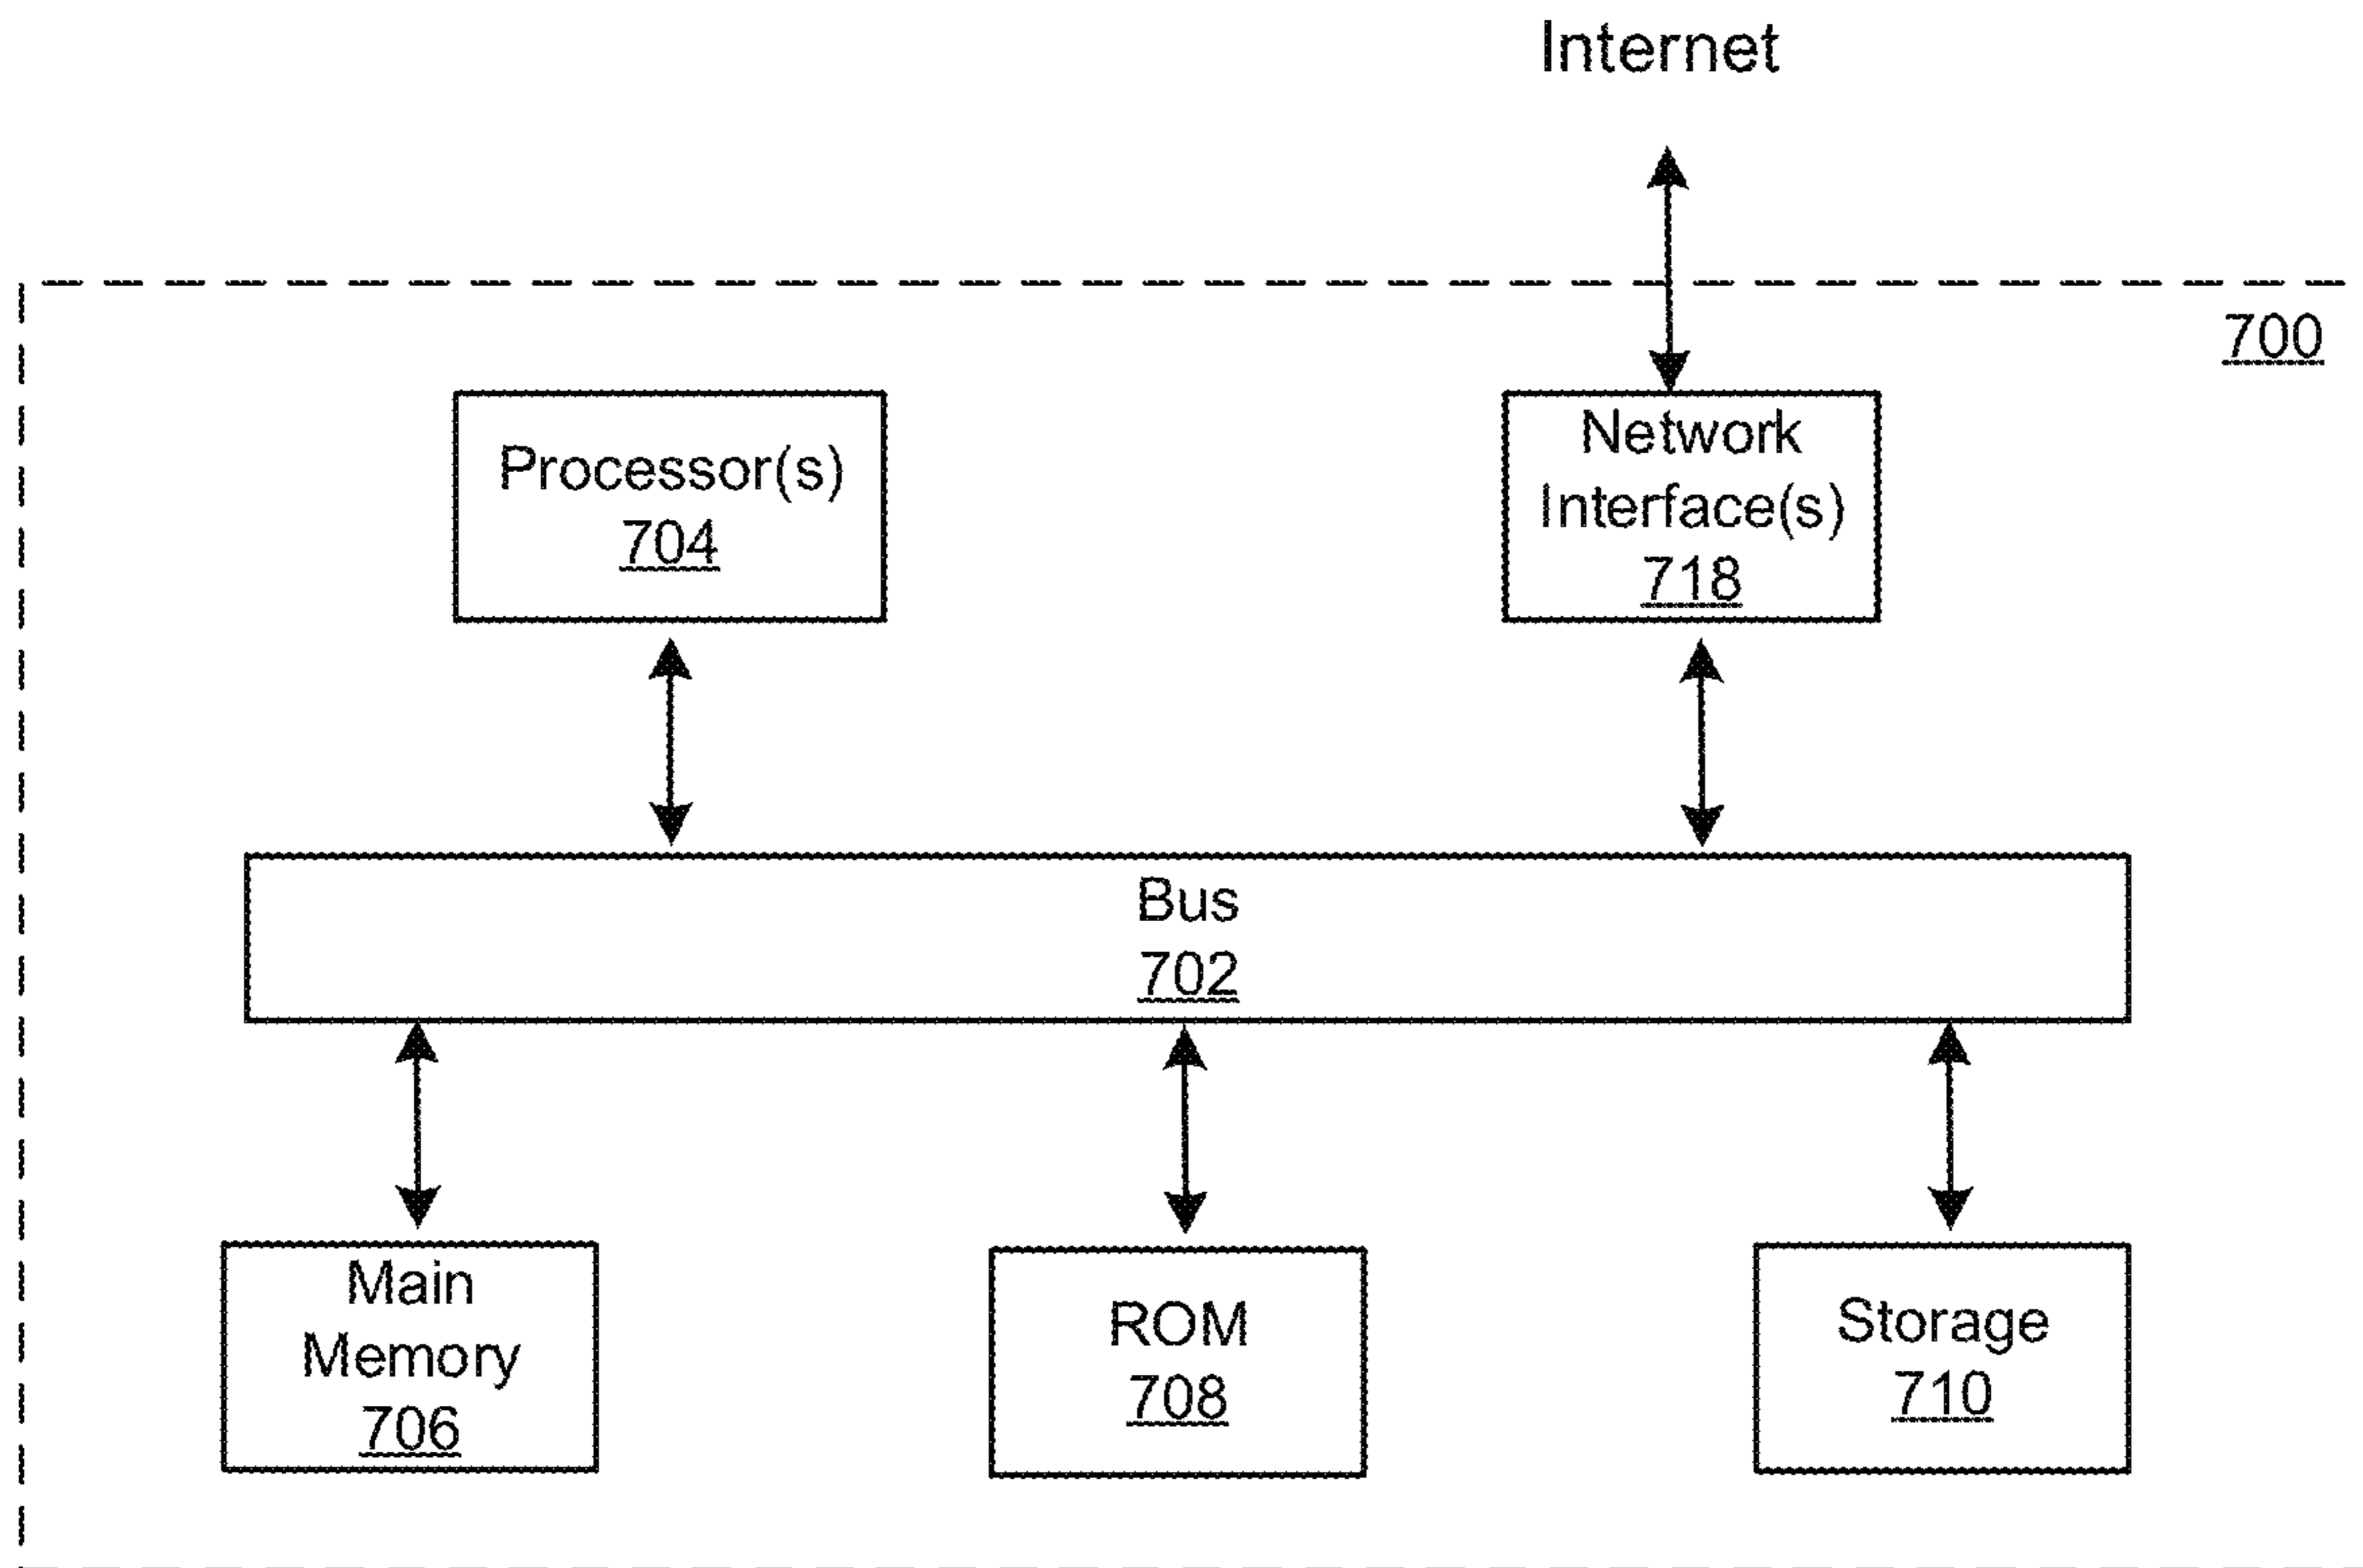 Internet
700
Processor(s)
704
Network
Interface(s)
718
Bus
702
Main
Memory
706
ROM
708
Storage
710